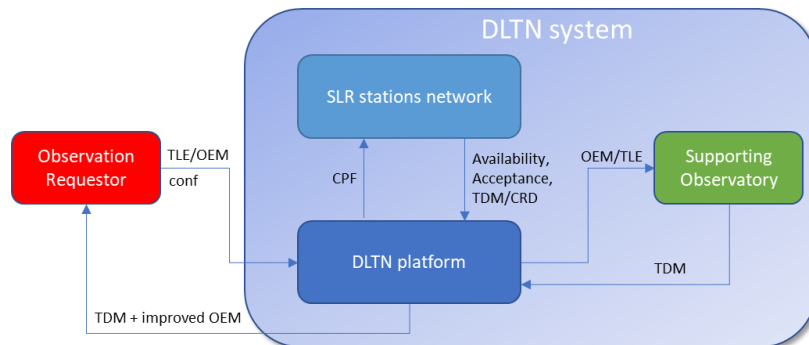 DLTN system
SLR stations network
Observation
Requestor
TLE/OEM
conf
CPF
Availability,
Acceptance,
TDM/CRD
OEM/TLE
Supporting
Observatory
DLTN platform
TDM
TDM + improved OEM